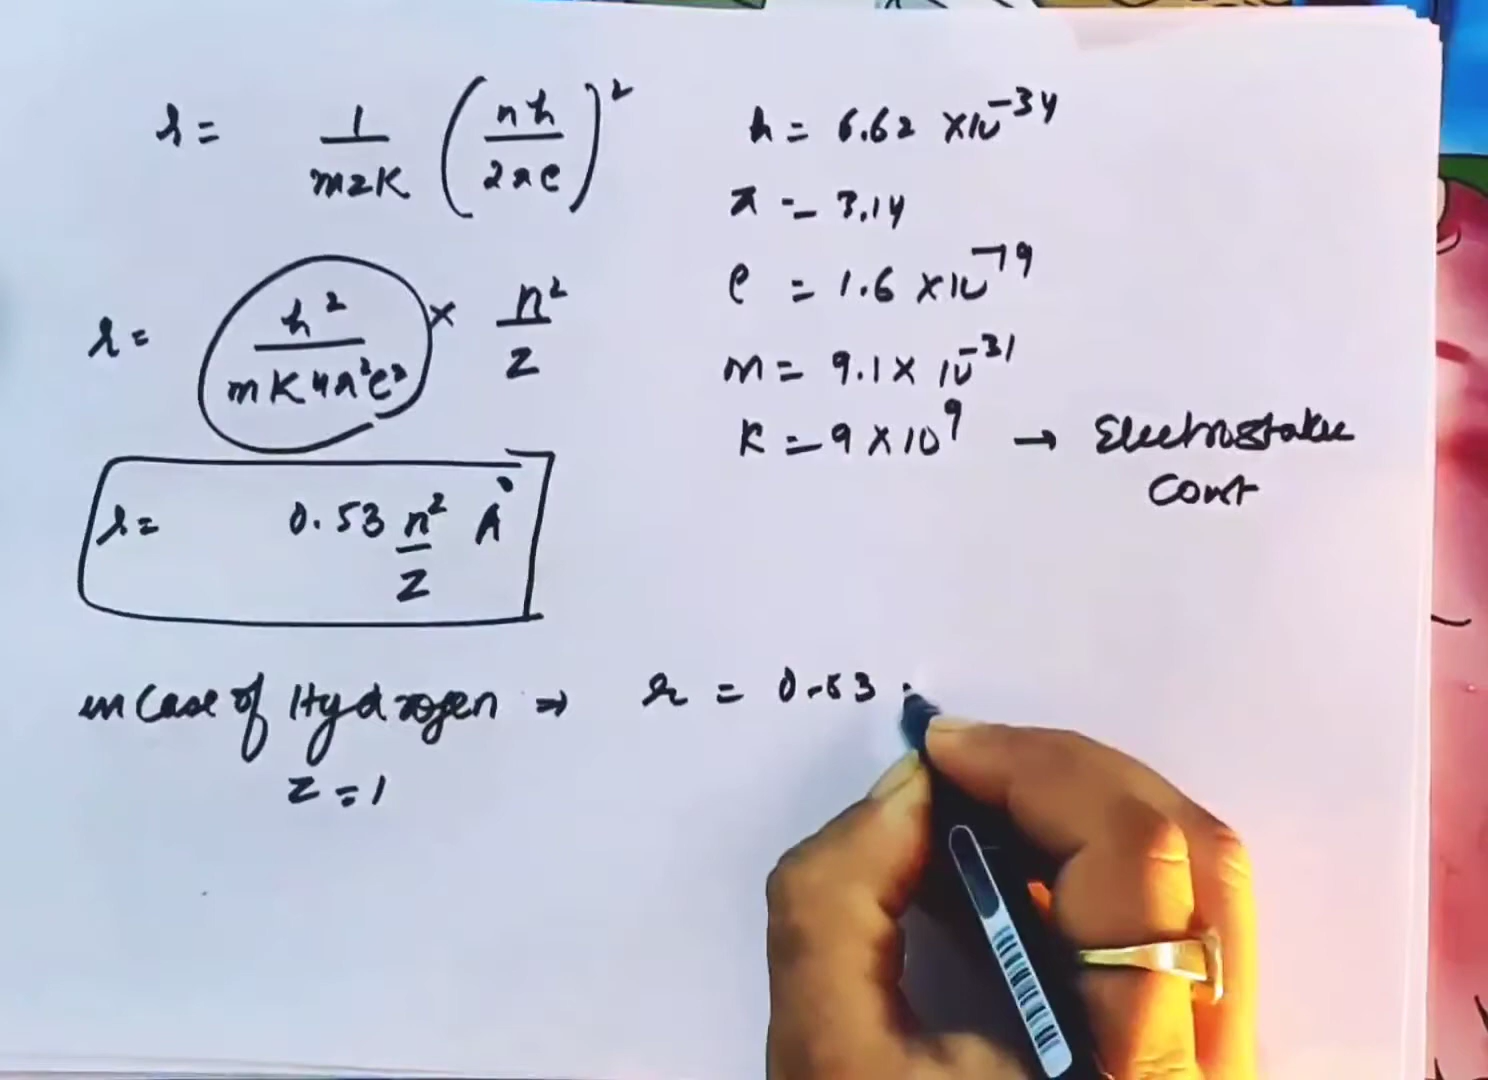 r = 1/mzK (nh/2πe)²
r = h²/mK4π²e² × n²/Z
r = 0.53 n²/Z Å
in Case of Hydrogen ⇒ r = 0.53
Z = 1
h = 6.62 ×10⁻³⁴
π = 3.14
e = 1.6 ×10⁻¹⁹
m = 9.1 × 10⁻³¹
K = 9 × 10⁹ → Electrostatic
Const